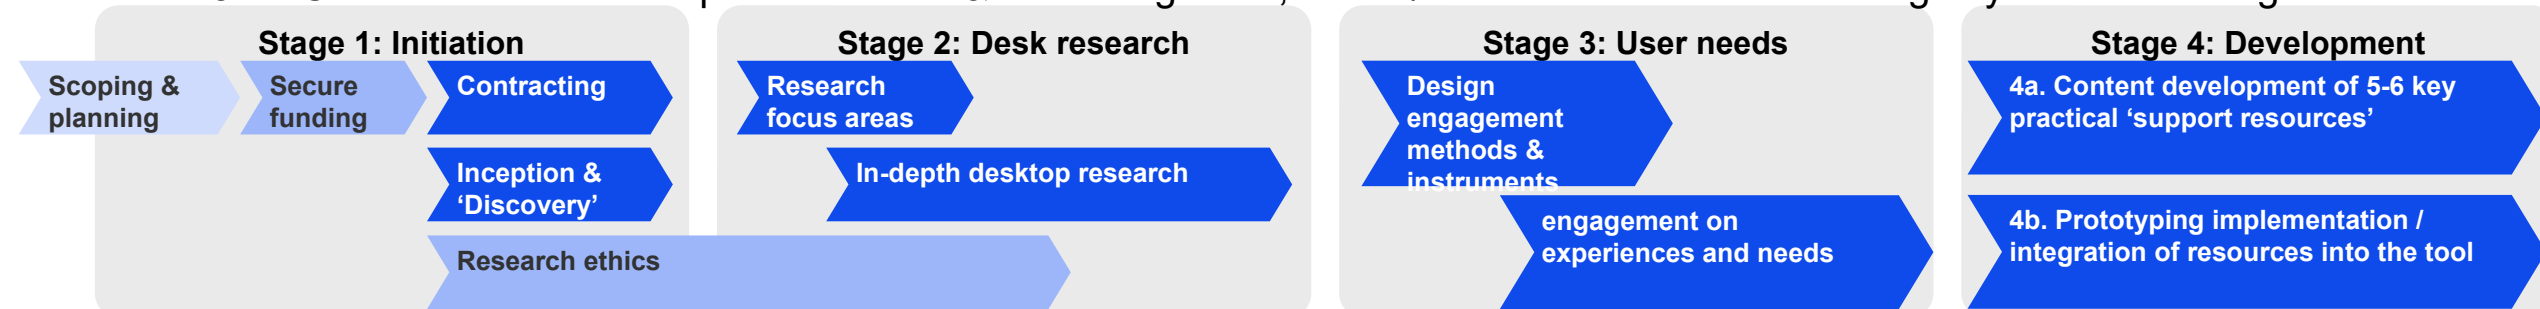 Stage 1: Initiation
Scoping &
planning
Secure
funding
Contracting
Inception &
‘Discovery’
Research ethics
Stage 2: Desk research
Research
focus areas
In-depth desktop research
Stage 3: User needs
Design
engagement
methods &
instruments
engagement on
experiences and needs
Stage 4: Development
4a. Content development of 5-6 key
practical ‘support resources’
4b. Prototyping implementation /
integration of resources into the tool